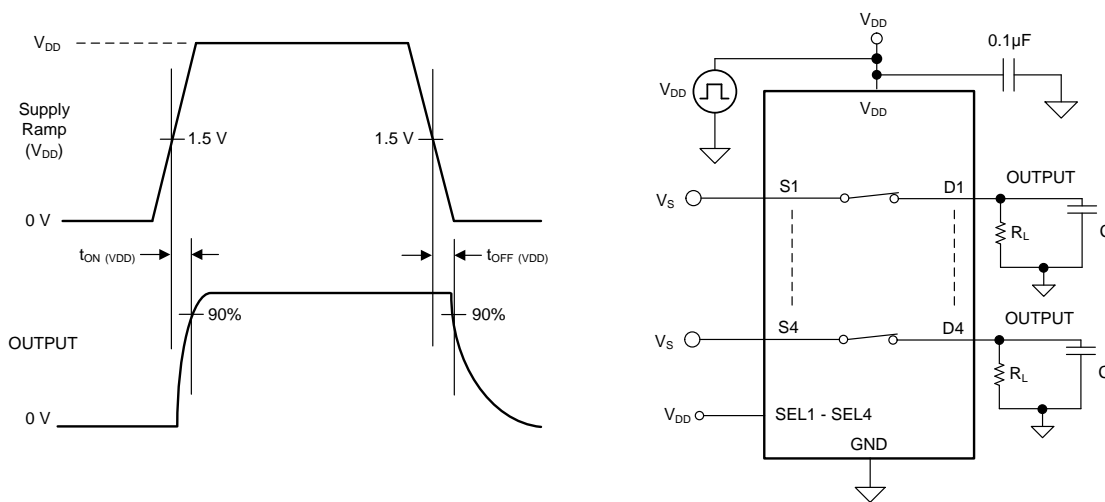 V_DD
Supply
Ramp
(V_DD)
1.5 V
1.5 V
0 V
t_ON (VDD)
t_OFF (VDD)
90%
90%
OUTPUT
0 V
V_DD
0.1µF
V_DD
V_DD
V_S
S1
D1
OUTPUT
R_L
C
V_S
S4
D4
OUTPUT
R_L
C
V_DD
SEL1 - SEL4
GND